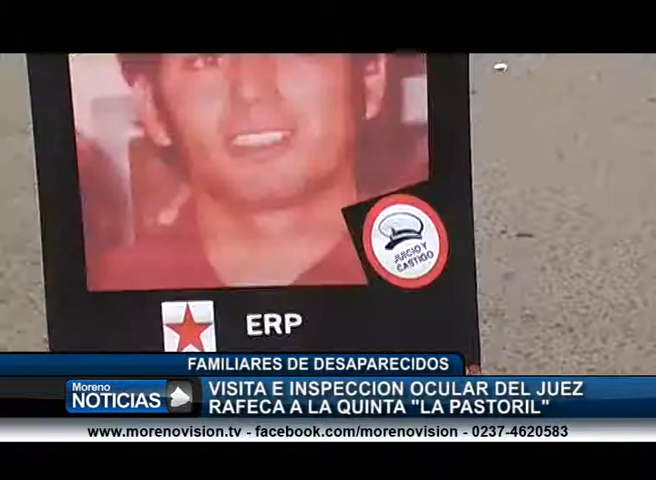 JUICIO Y
CASTIGO
ERP
FAMILIARES DE DESAPARECIDOS
Moreno
NOTICIAS
VISITA E INSPECCION OCULAR DEL JUEZ
RAFECA A LA QUINTA "LA PASTORIL"
www.morenovision.tv - facebook.com/morenovision - 0237-4620583